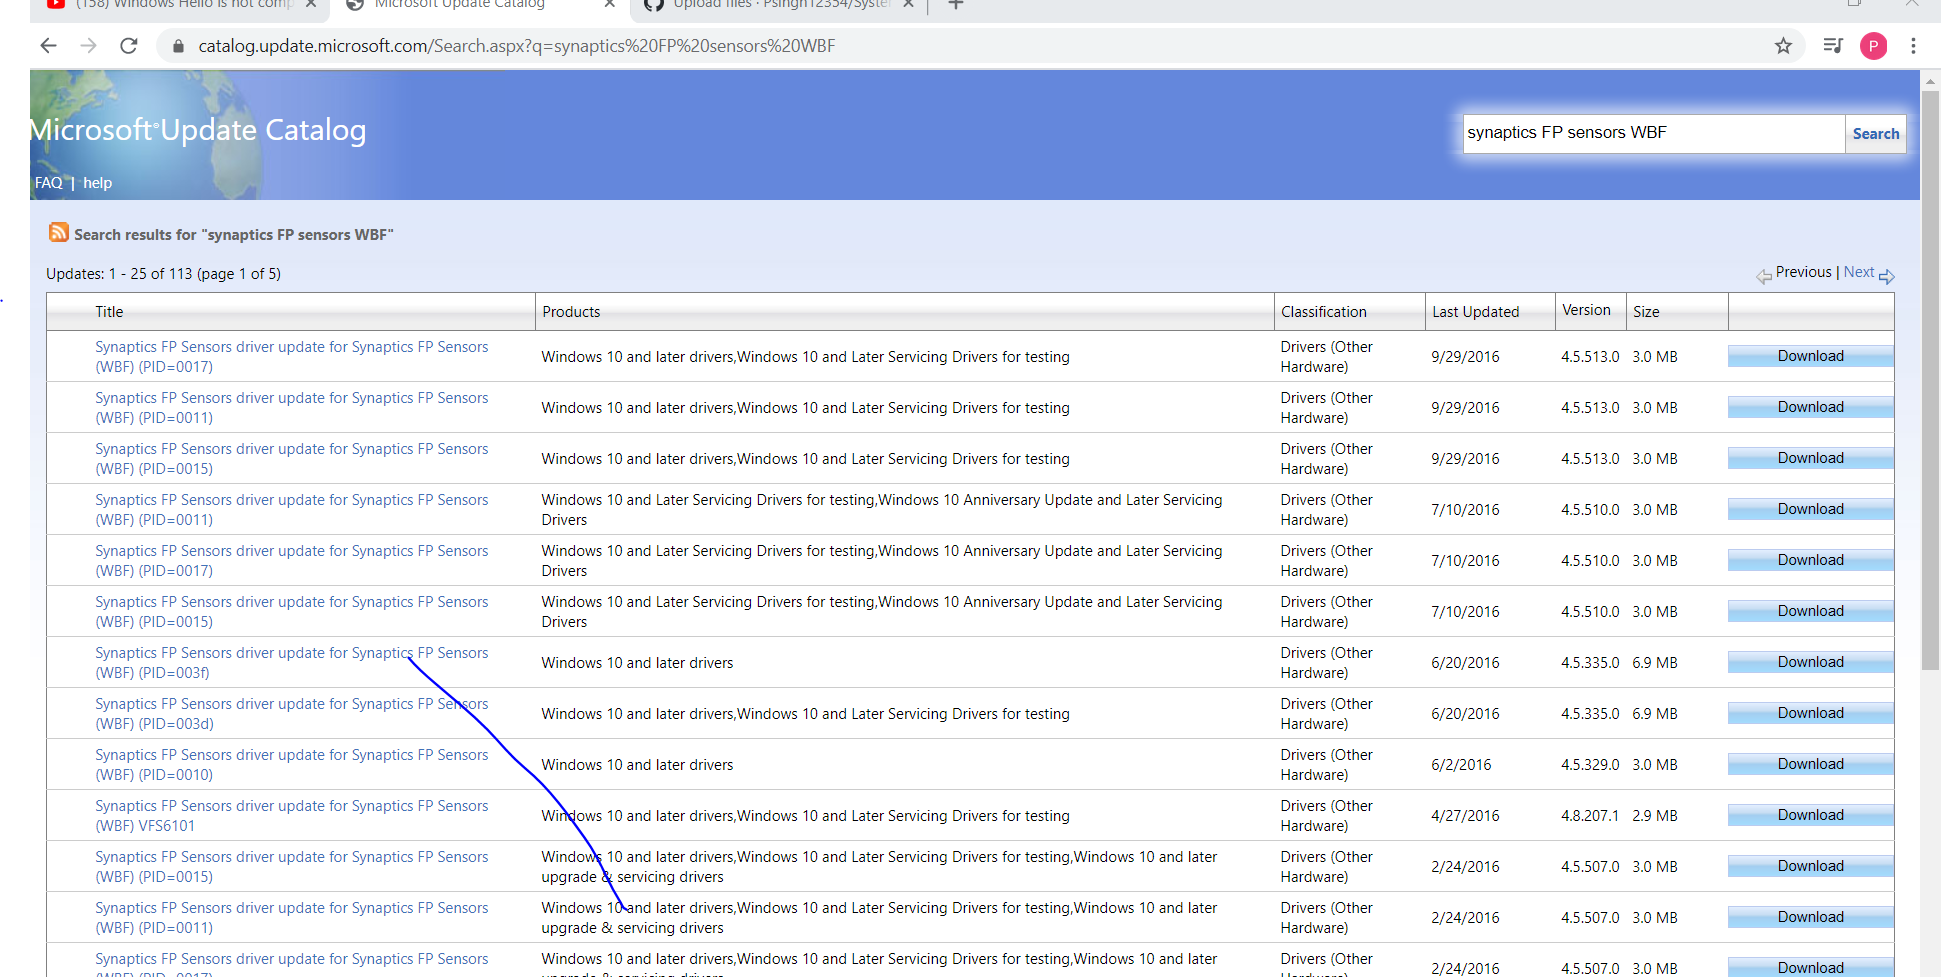 (158) Windows Hello is not comp
Microsoft Update Catalog
Upload files · Psingh12354/Syste
catalog.update.microsoft.com/Search.aspx?q=synaptics%20FP%20sensors%20WBF
P
Microsoft®Update Catalog
synaptics FP sensors WBF
Search
FAQ | help
Search results for "synaptics FP sensors WBF"
Updates: 1 - 25 of 113 (page 1 of 5)
Previous | Next
Title Products Classification Last Updated Version Size
Synaptics FP Sensors driver update for Synaptics FP Sensors
(WBF) (PID=0017)
Windows 10 and later drivers,Windows 10 and Later Servicing Drivers for testing
Drivers (Other
Hardware)
9/29/2016 4.5.513.0 3.0 MB Download
Synaptics FP Sensors driver update for Synaptics FP Sensors
(WBF) (PID=0011)
Windows 10 and later drivers,Windows 10 and Later Servicing Drivers for testing
Drivers (Other
Hardware)
9/29/2016 4.5.513.0 3.0 MB Download
Synaptics FP Sensors driver update for Synaptics FP Sensors
(WBF) (PID=0015)
Windows 10 and later drivers,Windows 10 and Later Servicing Drivers for testing
Drivers (Other
Hardware)
9/29/2016 4.5.513.0 3.0 MB Download
Synaptics FP Sensors driver update for Synaptics FP Sensors
(WBF) (PID=0011)
Windows 10 and Later Servicing Drivers for testing,Windows 10 Anniversary Update and Later Servicing
Drivers
Drivers (Other
Hardware)
7/10/2016 4.5.510.0 3.0 MB Download
Synaptics FP Sensors driver update for Synaptics FP Sensors
(WBF) (PID=0017)
Windows 10 and Later Servicing Drivers for testing,Windows 10 Anniversary Update and Later Servicing
Drivers
Drivers (Other
Hardware)
7/10/2016 4.5.510.0 3.0 MB Download
Synaptics FP Sensors driver update for Synaptics FP Sensors
(WBF) (PID=0015)
Windows 10 and Later Servicing Drivers for testing,Windows 10 Anniversary Update and Later Servicing
Drivers
Drivers (Other
Hardware)
7/10/2016 4.5.510.0 3.0 MB Download
Synaptics FP Sensors driver update for Synaptics FP Sensors
(WBF) (PID=003f)
Windows 10 and later drivers
Drivers (Other
Hardware)
6/20/2016 4.5.335.0 6.9 MB Download
Synaptics FP Sensors driver update for Synaptics FP Sensors
(WBF) (PID=003d)
Windows 10 and later drivers,Windows 10 and Later Servicing Drivers for testing
Drivers (Other
Hardware)
6/20/2016 4.5.335.0 6.9 MB Download
Synaptics FP Sensors driver update for Synaptics FP Sensors
(WBF) (PID=0010)
Windows 10 and later drivers
Drivers (Other
Hardware)
6/2/2016 4.5.329.0 3.0 MB Download
Synaptics FP Sensors driver update for Synaptics FP Sensors
(WBF) VFS6101
Windows 10 and later drivers,Windows 10 and Later Servicing Drivers for testing
Drivers (Other
Hardware)
4/27/2016 4.8.207.1 2.9 MB Download
Synaptics FP Sensors driver update for Synaptics FP Sensors
(WBF) (PID=0015)
Windows 10 and later drivers,Windows 10 and Later Servicing Drivers for testing,Windows 10 and later
upgrade & servicing drivers
Drivers (Other
Hardware)
2/24/2016 4.5.507.0 3.0 MB Download
Synaptics FP Sensors driver update for Synaptics FP Sensors
(WBF) (PID=0011)
Windows 10 and later drivers,Windows 10 and Later Servicing Drivers for testing,Windows 10 and later
upgrade & servicing drivers
Drivers (Other
Hardware)
2/24/2016 4.5.507.0 3.0 MB Download
Synaptics FP Sensors driver update for Synaptics FP Sensors
(WBF) (PID=0017)
Windows 10 and later drivers,Windows 10 and Later Servicing Drivers for testing,Windows 10 and later
upgrade & servicing drivers
Drivers (Other
Hardware)
2/24/2016 4.5.507.0 3.0 MB Download